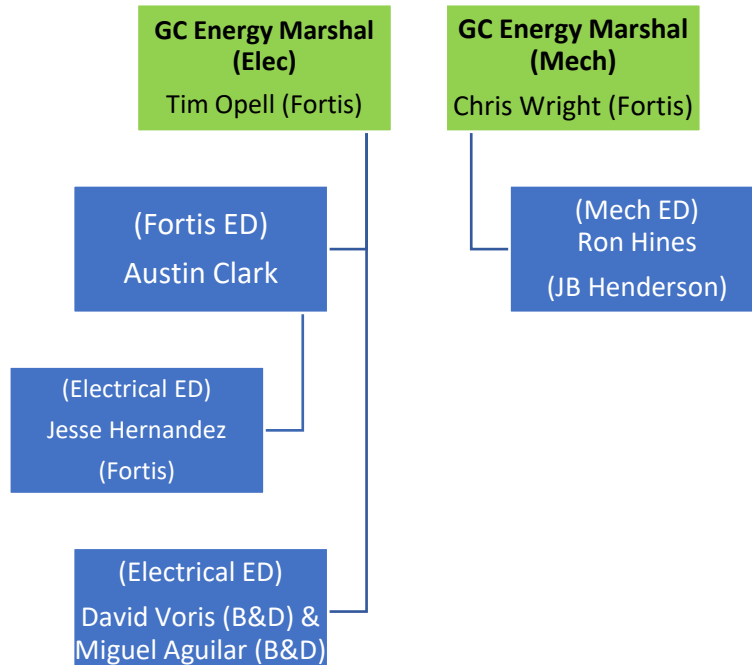 GC Energy Marshal
(Elec)
Tim Opell (Fortis)
GC Energy Marshal
(Mech)
Chris Wright (Fortis)
(Fortis ED)
Austin Clark
(Mech ED)
Ron Hines
(JB Henderson)
(Electrical ED)
Jesse Hernandez
(Fortis)
(Electrical ED)
David Voris (B&D) &
Miguel Aguilar (B&D)